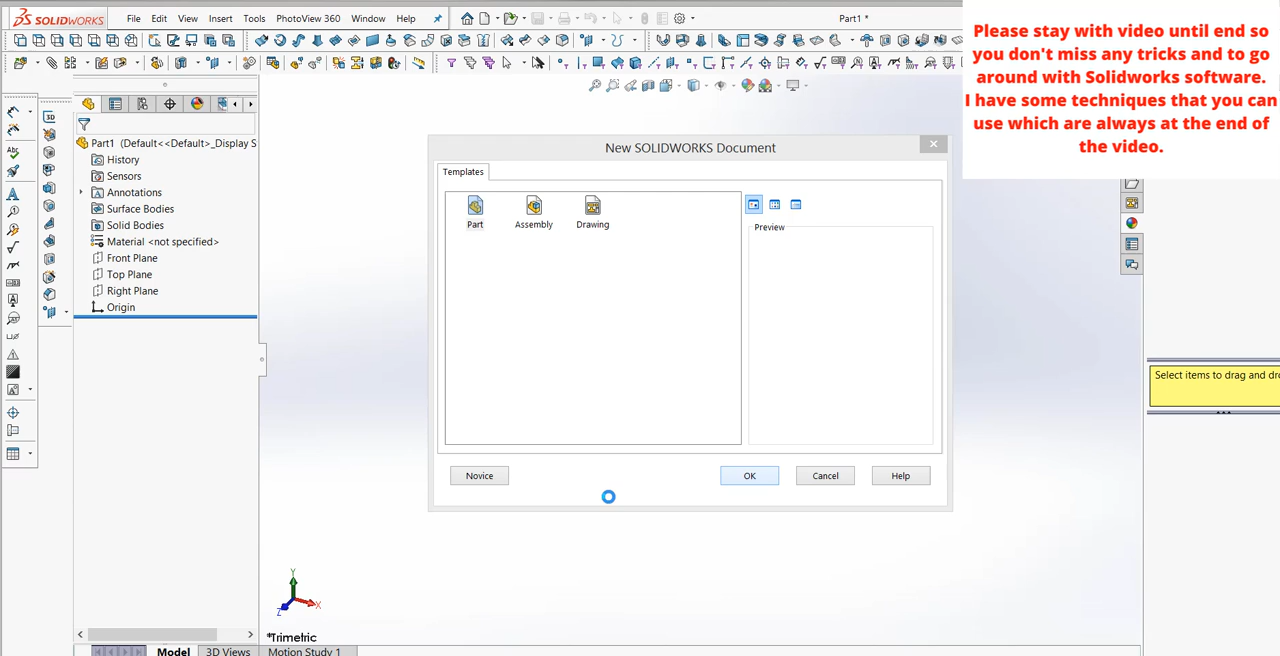 SOLIDWORKS
File Edit View Insert Tools PhotoView 360 Window Help
Part1 *
Please stay with video until end so
you don't miss any tricks and to go
around with Solidworks software.
I have some techniques that you can
use which are always at the end of
the video.
Part1 (Default<<Default>_Display S
History
Sensors
Annotations
Surface Bodies
Solid Bodies
Material <not specified>
Front Plane
Top Plane
Right Plane
Origin
New SOLIDWORKS Document
Templates
Part
Assembly
Drawing
Preview
Novice
OK
Cancel
Help
Select items to drag and dro
Y
X
Z
*Trimetric
Model
3D Views
Motion Study 1
3D